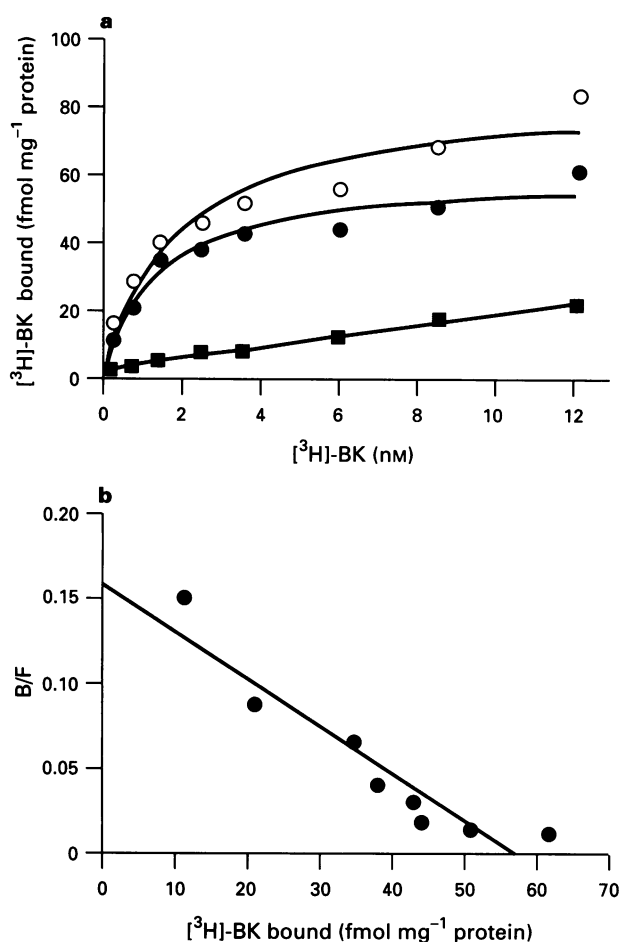 a
100
80
60
40
20
0
[³H]-BK bound (fmol mg⁻¹ protein)
0 2 4 6 8 10 12
[³H]-BK (nM)
b
0.20
0.15
0.10
0.05
0
B/F
0 10 20 30 40 50 60 70
[³H]-BK bound (fmol mg⁻¹ protein)